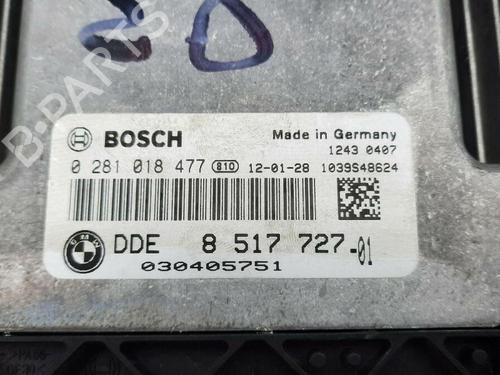 B-PARTS
BOSCH
Made in Germany
1243 0407
0 281 018 477 810 12-01-28 1039S48624
BMW
DDE 8 517 727-01
030405751